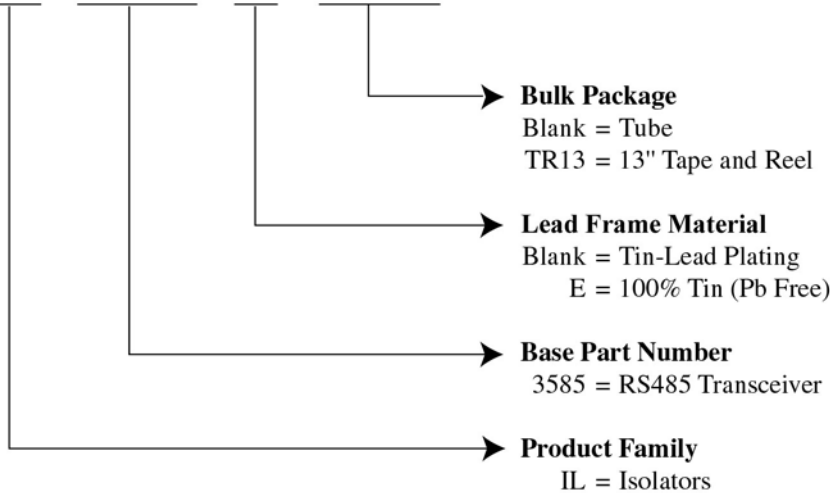 Bulk Package
Blank = Tube
TR13 = 13" Tape and Reel
Lead Frame Material
Blank = Tin-Lead Plating
E = 100% Tin (Pb Free)
Base Part Number
3585 = RS485 Transceiver
Product Family
IL = Isolators